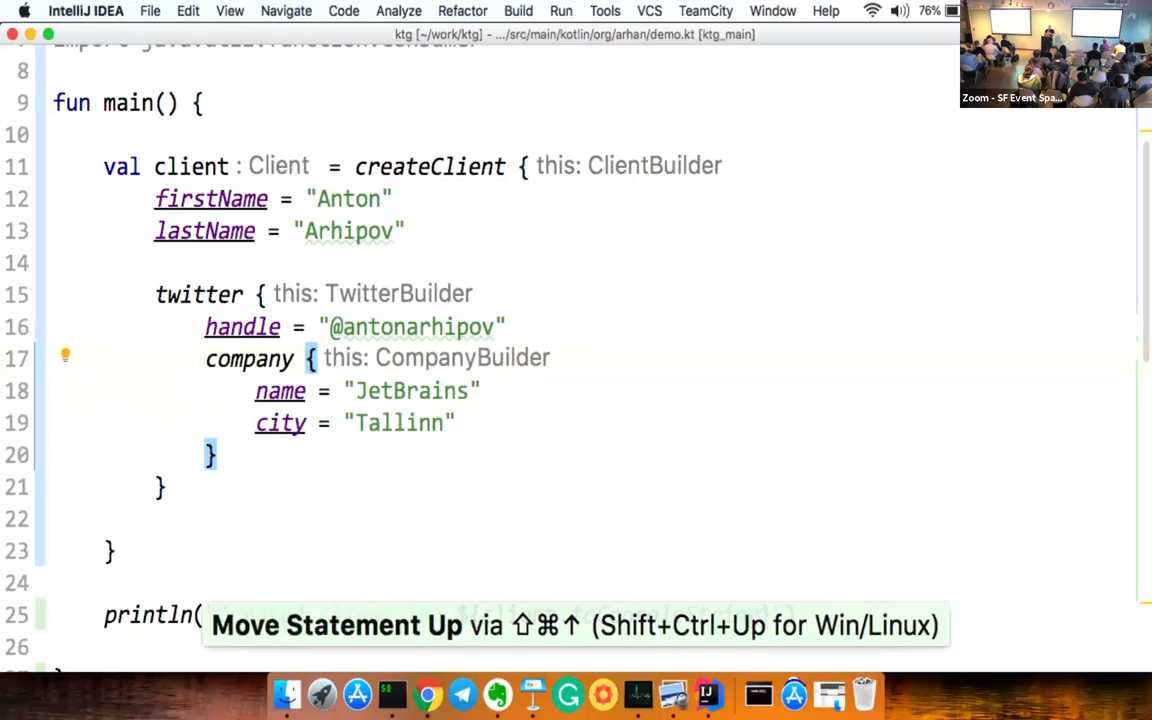 IntelliJ IDEA File Edit View Navigate Code Analyze Refactor Build Run Tools VCS TeamCity Window Help 76%
ktg [~/work/ktg] - .../src/main/kotlin/org/arhan/demo.kt [ktg_main]
Zoom - SF Event Spa...
8
9 fun main() {
10
11 val client : Client = createClient { this: ClientBuilder
12 firstName = "Anton"
13 lastName = "Arhipov"
14
15 twitter { this: TwitterBuilder
16 handle = "@antonarhipov"
17 company { this: CompanyBuilder
18 name = "JetBrains"
19 city = "Tallinn"
20 }
21 }
22
23 }
24
25 println(
26
Move Statement Up via ⇧⌘↑ (Shift+Ctrl+Up for Win/Linux)